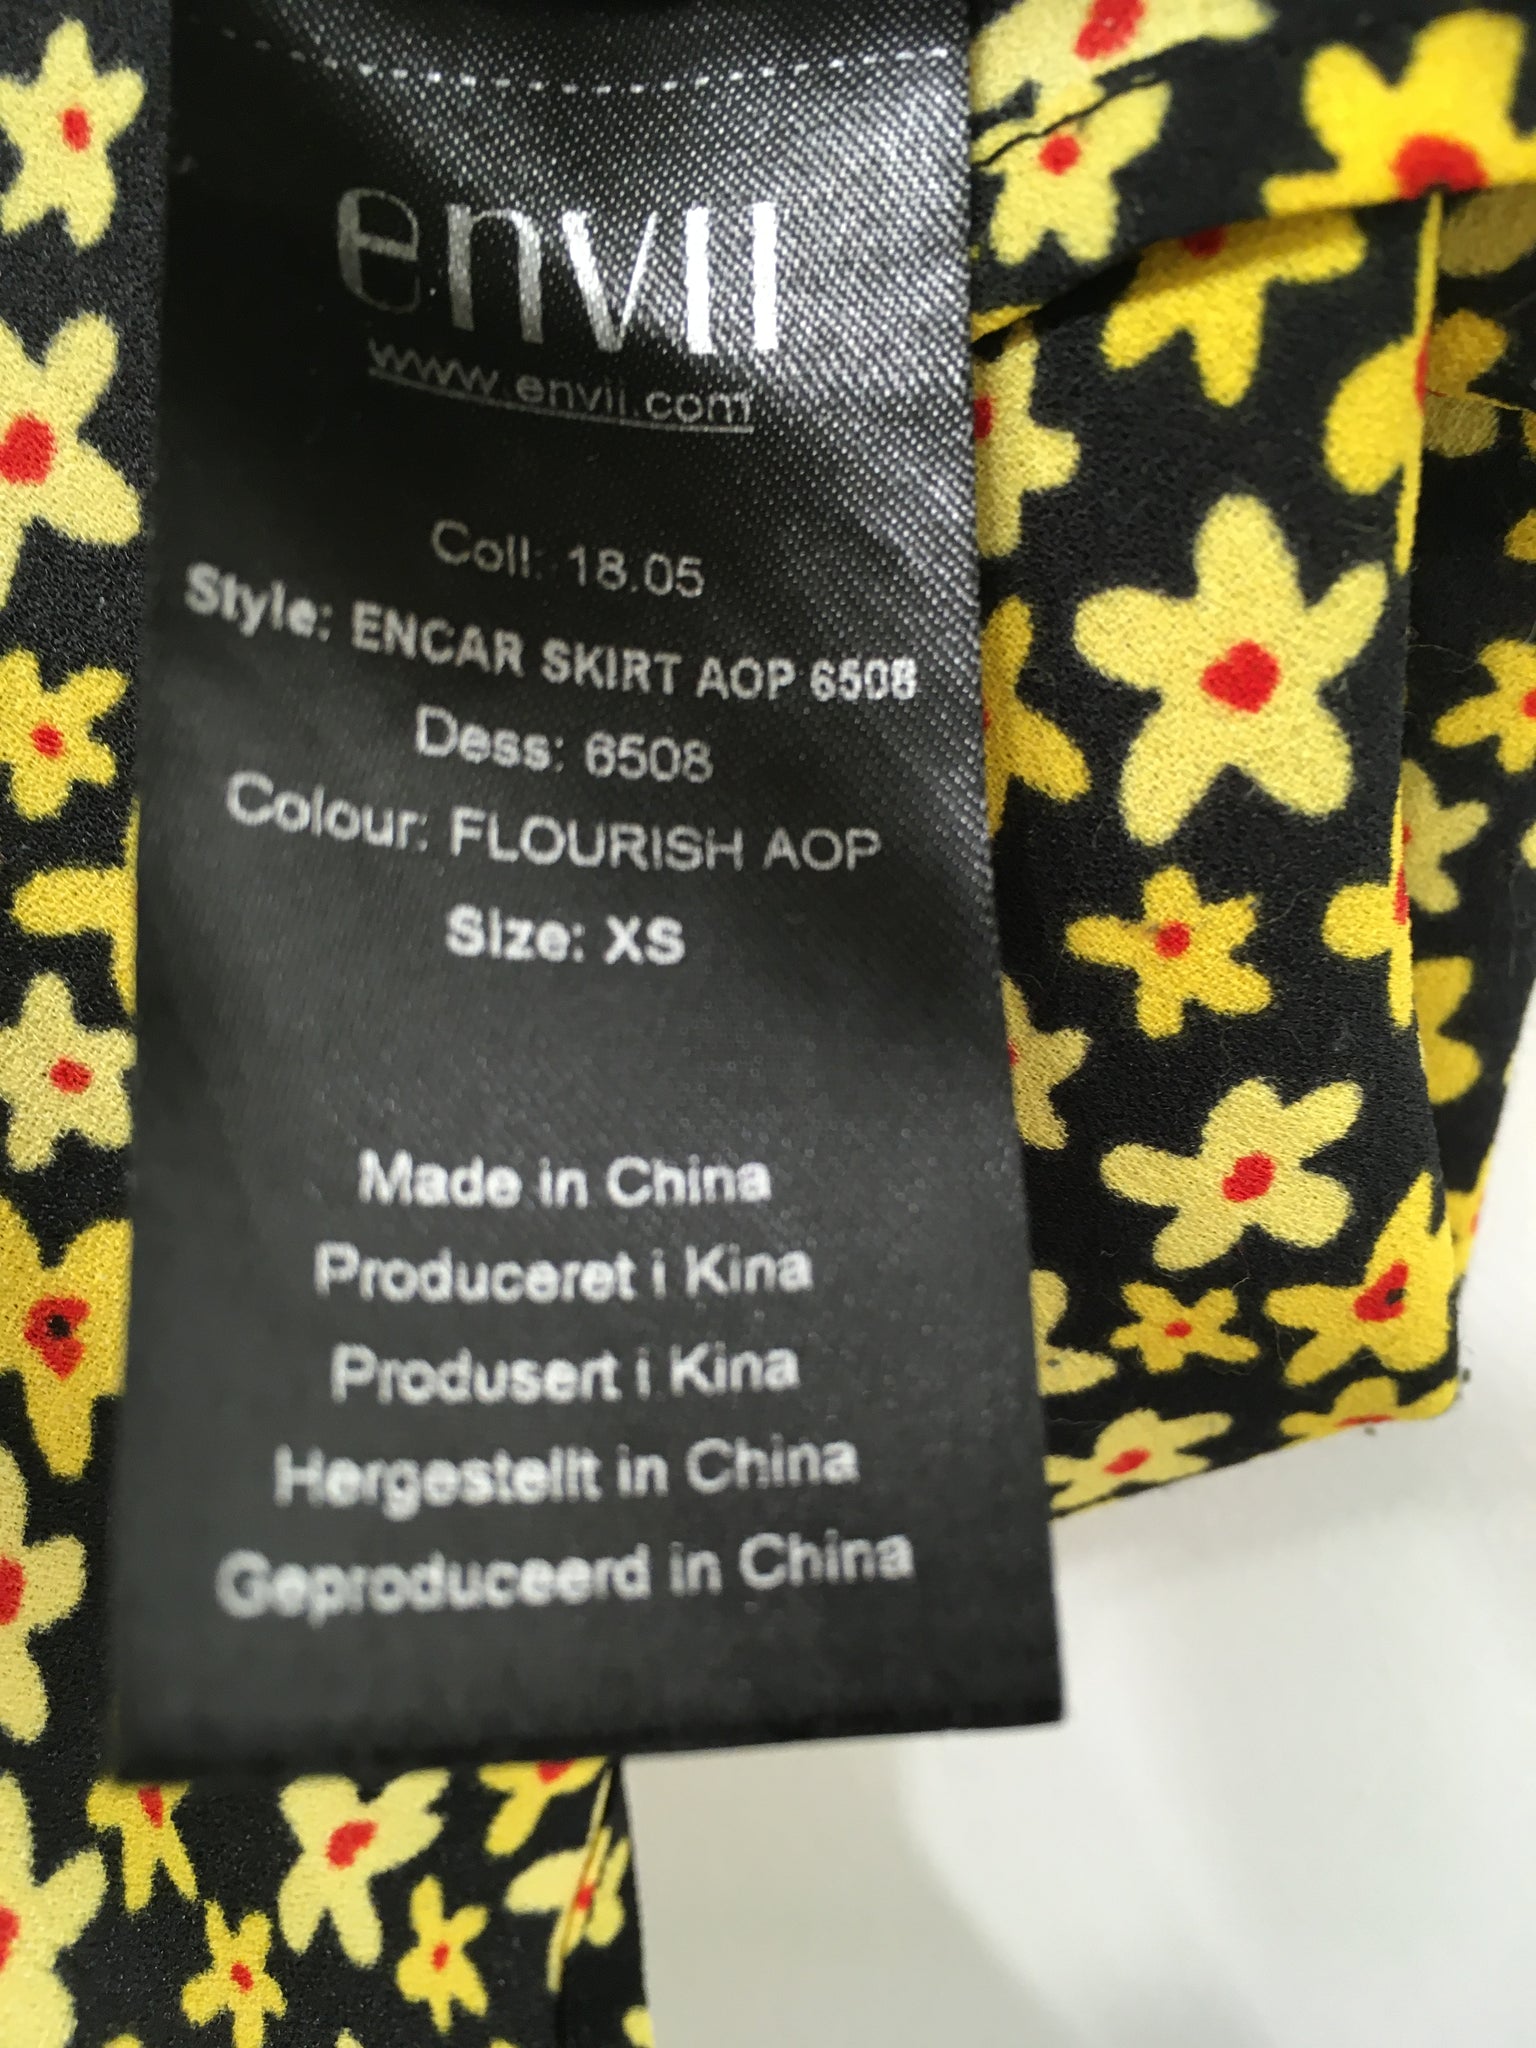 envii
www.envii.com
Coll: 18.05
Style: ENCAR SKIRT AOP 6508
Dess: 6508
Colour: FLOURISH AOP
Size: XS
Made in China
Produceret i Kina
Produsert i Kina
Hergestellt in China
Geproduceerd in China